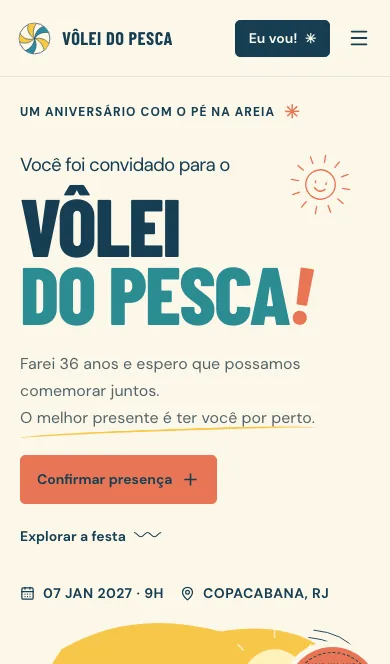 VÔLEI DO PESCA
Eu vou!
UM ANIVERSÁRIO COM O PÉ NA AREIA
Você foi convidado para o
VÔLEI
DO PESCA!
Farei 36 anos e espero que possamos
comemorar juntos.
O melhor presente é ter você por perto.
Confirmar presença
Explorar a festa
07 JAN 2027 · 9H
COPACABANA, RJ